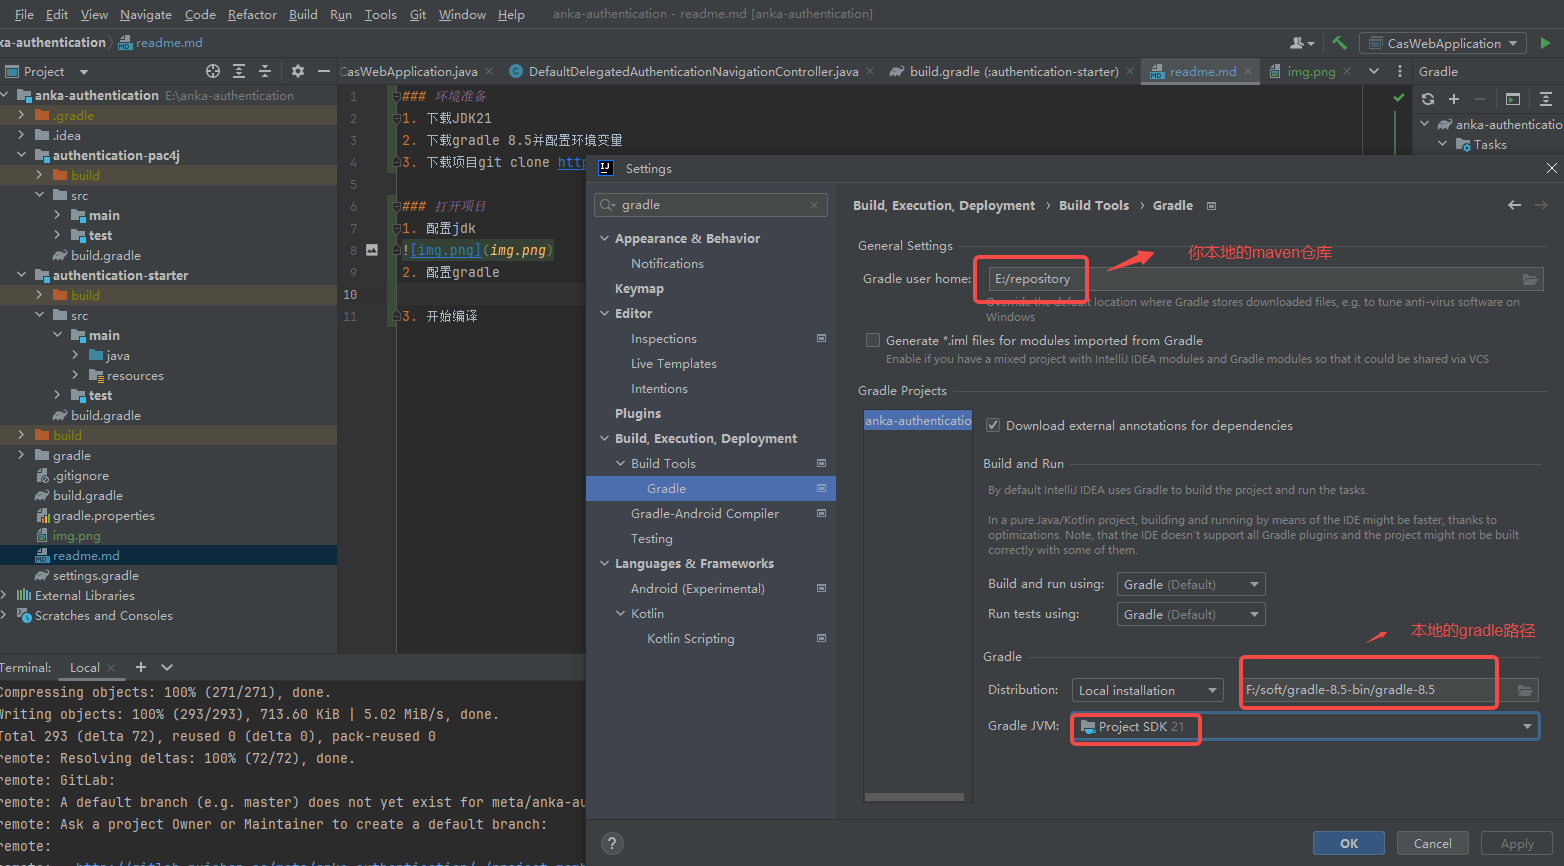 File Edit View Navigate Code Refactor Build Run Tools Git Window Help anka-authentication - readme.md [anka-authentication]
ka-authentication readme.md
CasWebApplication
Project
CasWebApplication.java DefaultDelegatedAuthenticationNavigationController.java build.gradle (:authentication-starter) readme.md img.png
Gradle
anka-authentication E:\anka-authentication
.gradle
.idea
authentication-pac4j
build
src
main
test
build.gradle
authentication-starter
build
src
main
java
resources
test
build.gradle
build
gradle
.gitignore
build.gradle
gradle.properties
img.png
readme.md
settings.gradle
External Libraries
Scratches and Consoles
1 ### 环境准备
2 1. 下载JDK21
3 2. 下载gradle 8.5并配置环境变量
4 3. 下载项目git clone http
5
6 ### 打开项目
7 1. 配置jdk
8 ![img.png](img.png)
9 2. 配置gradle
10
11 3. 开始编译
anka-authenticatio
Tasks
Settings
gradle
Appearance & Behavior
Notifications
Keymap
Editor
Inspections
Live Templates
Intentions
Plugins
Build, Execution, Deployment
Build Tools
Gradle
Gradle-Android Compiler
Testing
Languages & Frameworks
Android (Experimental)
Kotlin
Kotlin Scripting
Build, Execution, Deployment › Build Tools › Gradle
General Settings
你本地的maven仓库
Gradle user home: E:/repository
Override the default location where Gradle stores downloaded files, e.g. to tune anti-virus software on
Windows
Generate *.iml files for modules imported from Gradle
Enable if you have a mixed project with IntelliJ IDEA modules and Gradle modules so that it could be shared via VCS
Gradle Projects
anka-authenticatio
Download external annotations for dependencies
Build and Run
By default IntelliJ IDEA uses Gradle to build the project and run the tasks.
In a pure Java/Kotlin project, building and running by means of the IDE might be faster, thanks to
optimizations. Note, that the IDE doesn't support all Gradle plugins and the project might not be built
correctly with some of them.
Build and run using: Gradle (Default)
Run tests using: Gradle (Default)
本地的gradle路径
Gradle
Distribution: Local installation F:/soft/gradle-8.5-bin/gradle-8.5
Gradle JVM: Project SDK 21
? OK Cancel Apply
Terminal: Local
Compressing objects: 100% (271/271), done.
Writing objects: 100% (293/293), 713.60 KiB | 5.02 MiB/s, done.
Total 293 (delta 72), reused 0 (delta 0), pack-reused 0
remote: Resolving deltas: 100% (72/72), done.
remote: GitLab:
remote: A default branch (e.g. master) does not yet exist for meta/anka-au
remote: Ask a project Owner or Maintainer to create a default branch:
remote: